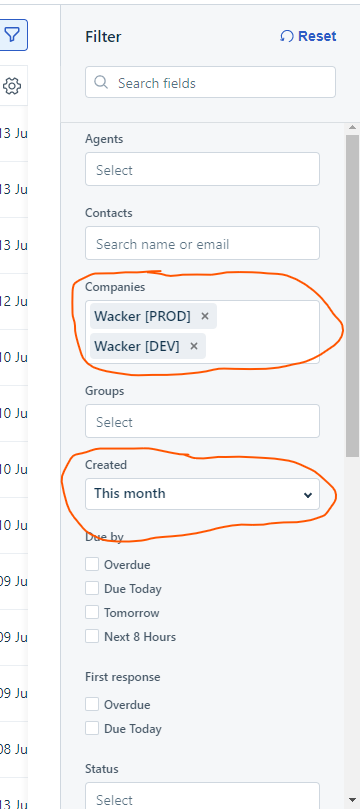 Filter
Reset
Search fields
13 Ju
Agents
Select
13 Ju
Contacts
Search name or email
13 Ju
Companies
Wacker [PROD] ×
12 Ju
Wacker [DEV] ×
10 Ju
Groups
Select
10 Ju
Created
10 Ju
This month
10 Ju
Due by
Overdue
09 Ju
Due Today
Tomorrow
09 Ju
Next 8 Hours
First response
09 Ju
Overdue
Due Today
08 Ju
Status
Select
13 Ju